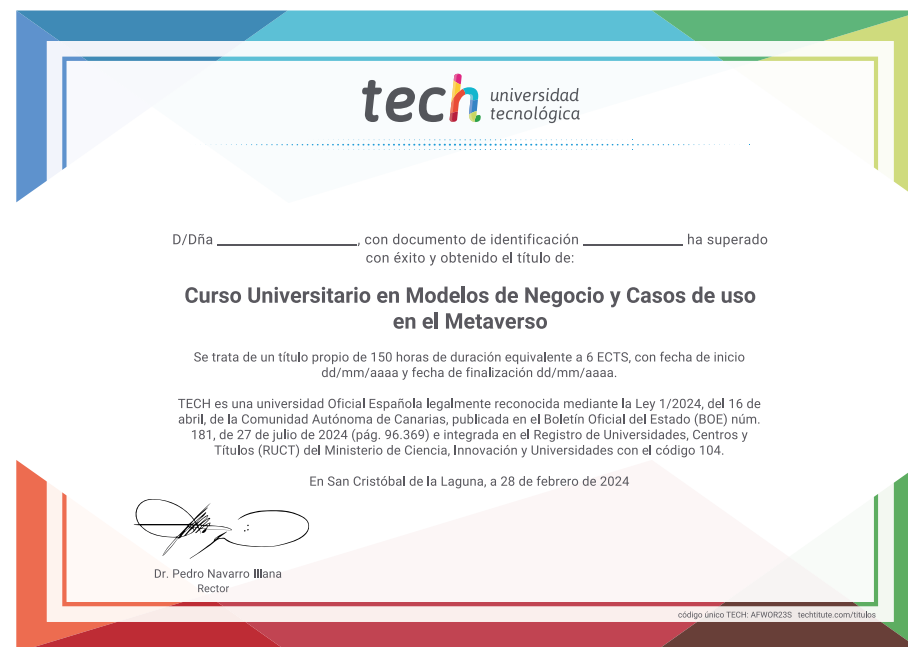 tech universidad
tecnológica
D/Dña ____________________, con documento de identificación ______________ ha superado
con éxito y obtenido el título de:
Curso Universitario en Modelos de Negocio y Casos de uso
en el Metaverso
Se trata de un título propio de 150 horas de duración equivalente a 6 ECTS, con fecha de inicio
dd/mm/aaaa y fecha de finalización dd/mm/aaaa.
TECH es una universidad Oficial Española legalmente reconocida mediante la Ley 1/2024, del 16 de
abril, de la Comunidad Autónoma de Canarias, publicada en el Boletín Oficial del Estado (BOE) núm.
181, de 27 de julio de 2024 (pág. 96.369) e integrada en el Registro de Universidades, Centros y
Títulos (RUCT) del Ministerio de Ciencia, Innovación y Universidades con el código 104.
En San Cristóbal de la Laguna, a 28 de febrero de 2024
Dr. Pedro Navarro Illana
Rector
código único TECH: AFWOR23S techtitute.com/titulos